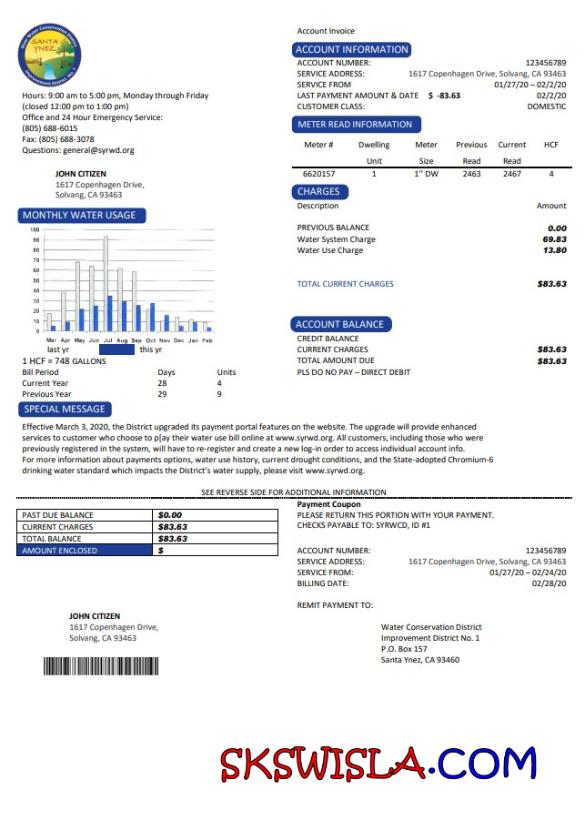 SANTA
YNEZ
Hours: 9:00 am to 5:00 pm, Monday through Friday
(closed 12:00 pm to 1:00 pm)
Office and 24 Hour Emergency Service:
(805) 688-6015
Fax: (805) 688-3078
Questions: general@syrwd.org
JOHN CITIZEN
1617 Copenhagen Drive,
Solvang, CA 93463
Account Invoice
ACCOUNT INFORMATION
ACCOUNT NUMBER: 123456789
SERVICE ADDRESS: 1617 Copenhagen Drive, Solvang, CA 93463
SERVICE FROM 01/27/20 – 02/2/20
LAST PAYMENT AMOUNT & DATE $ -83.63 02/2/20
CUSTOMER CLASS: DOMESTIC
METER READ INFORMATION
Meter # Dwelling Meter Previous Current HCF
Unit Size Read Read
6620157 1 1" DW 2463 2467 4
CHARGES
Description Amount
PREVIOUS BALANCE 0.00
Water System Charge 69.83
Water Use Charge 13.80
TOTAL CURRENT CHARGES $83.63
ACCOUNT BALANCE
CREDIT BALANCE
CURRENT CHARGES $83.63
TOTAL AMOUNT DUE $83.63
PLS DO NO PAY – DIRECT DEBIT
MONTHLY WATER USAGE
100
90
80
70
60
50
40
30
20
10
0
Mar Apr May Jun Jul Aug Sep Oct Nov Dec Jan Feb
last yr this yr
1 HCF = 748 GALLONS
Bill Period Days Units
Current Year 28 4
Previous Year 29 9
SPECIAL MESSAGE
Effective March 3, 2020, the District upgraded its payment portal features on the website. The upgrade will provide enhanced
services to customer who choose to p[ay their water use bill online at www.syrwd.org. All customers, including those who were
previously registered in the system, will have to re-register and create a new log-in order to access individual account info.
For more information about payments options, water use history, current drought conditions, and the State-adopted Chromium-6
drinking water standard which impacts the District's water supply, please visit www.syrwd.org.
SEE REVERSE SIDE FOR ADDITIONAL INFORMATION
PAST DUE BALANCE $0.00
CURRENT CHARGES $83.63
TOTAL BALANCE $83.63
AMOUNT ENCLOSED $
Payment Coupon
PLEASE RETURN THIS PORTION WITH YOUR PAYMENT.
CHECKS PAYABLE TO: SYRWCD, ID #1
ACCOUNT NUMBER: 123456789
SERVICE ADDRESS: 1617 Copenhagen Drive, Solvang, CA 93463
SERVICE FROM: 01/27/20 – 02/24/20
BILLING DATE: 02/28/20
REMIT PAYMENT TO:
JOHN CITIZEN
1617 Copenhagen Drive,
Solvang, CA 93463
Water Conservation District
Improvement District No. 1
P.O. Box 157
Santa Ynez, CA 93460
SKSWISLA.COM